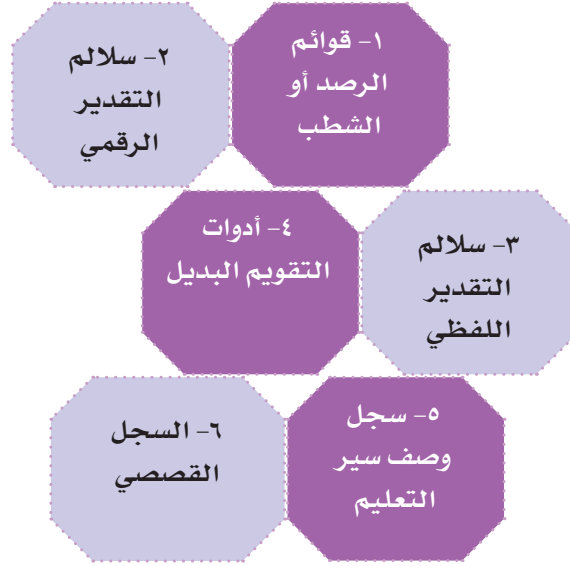 ١- قوائم
الرصد أو
الشطب
٢- سلالم
التقدير
الرقمي
٣- سلالم
التقدير
اللفظي
٤- أدوات
التقويم البديل
٥- سجل
وصف سير
التعليم
٦- السجل
القصصي